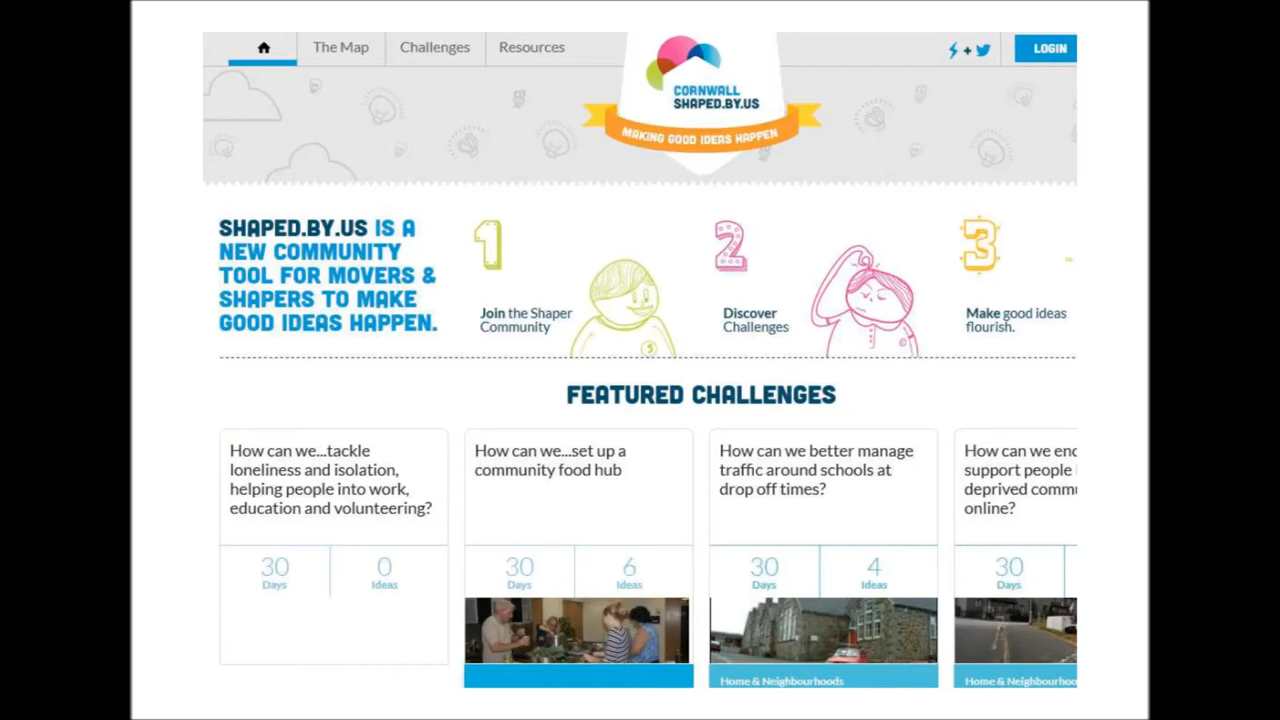 The Map
Challenges
Resources
+
LOGIN
CORNWALL
SHAPED.BY.US
MAKING GOOD IDEAS HAPPEN
SHAPED.BY.US IS A
NEW COMMUNITY
TOOL FOR MOVERS &
SHAPERS TO MAKE
GOOD IDEAS HAPPEN.
1
Join the Shaper
Community
2
Discover
Challenges
3
Make good ideas
flourish.
FEATURED CHALLENGES
How can we...tackle
loneliness and isolation,
helping people into work,
education and volunteering?
30
Days
0
Ideas
How can we...set up a
community food hub
30
Days
6
Ideas
How can we better manage
traffic around schools at
drop off times?
30
Days
4
Ideas
Home & Neighbourhoods
How can we enc
support people
deprived commu
online?
30
Days
Home & Neighbourhoo